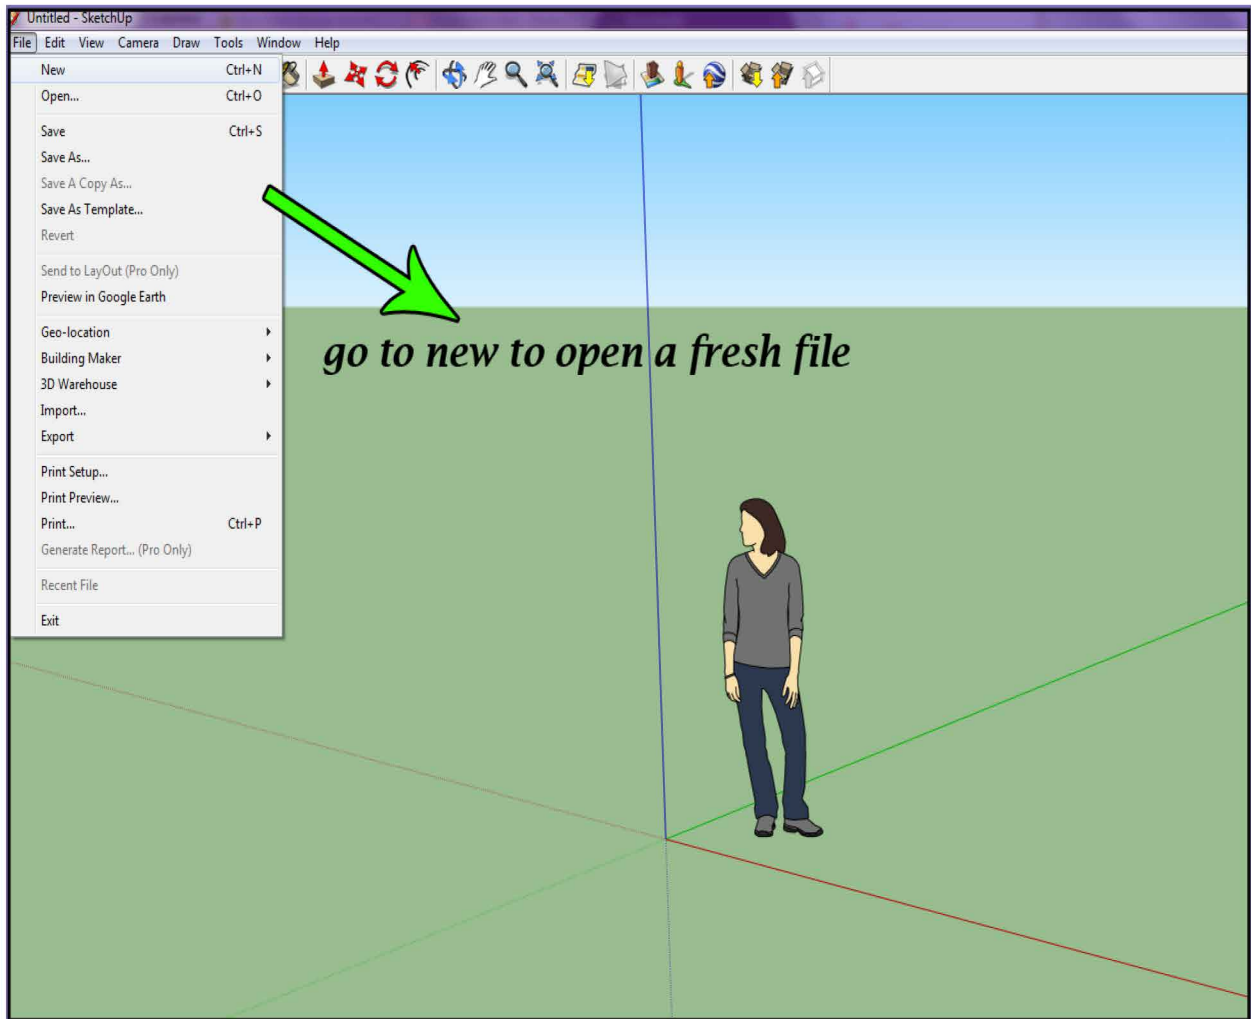 Untitled - SketchUp
File Edit View Camera Draw Tools Window Help
New Ctrl+N
Open... Ctrl+O
Save Ctrl+S
Save As...
Save A Copy As...
Save As Template...
Revert
Send to LayOut (Pro Only)
Preview in Google Earth
Geo-location
Building Maker
3D Warehouse
Import...
Export
Print Setup...
Print Preview...
Print... Ctrl+P
Generate Report... (Pro Only)
Recent File
Exit
go to new to open a fresh file